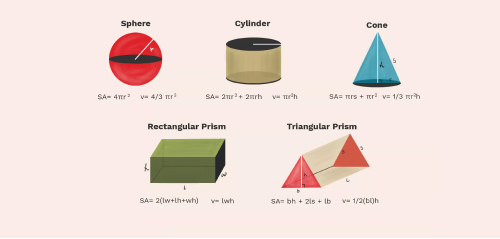 Sphere
r
SA= 4πr² v= 4/3 πr³
Cylinder
SA= 2πr² + 2πrh v= πr²h
Cone
h s
SA= πrs + πr² v= 1/3 πr²h
Rectangular Prism
h
w
l
SA= 2(lw+lh+wh) v= lwh
Triangular Prism
s
h
b
l
SA= bh + 2ls + lb v= 1/2(bl)h